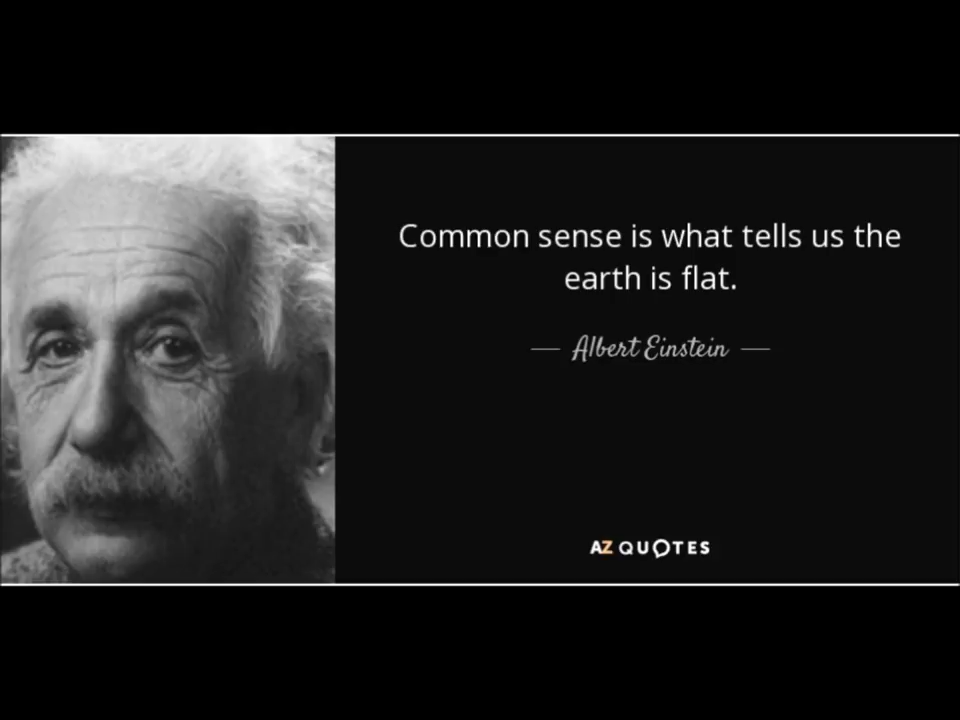 Common sense is what tells us the
earth is flat.
— Albert Einstein —
AZ QUOTES